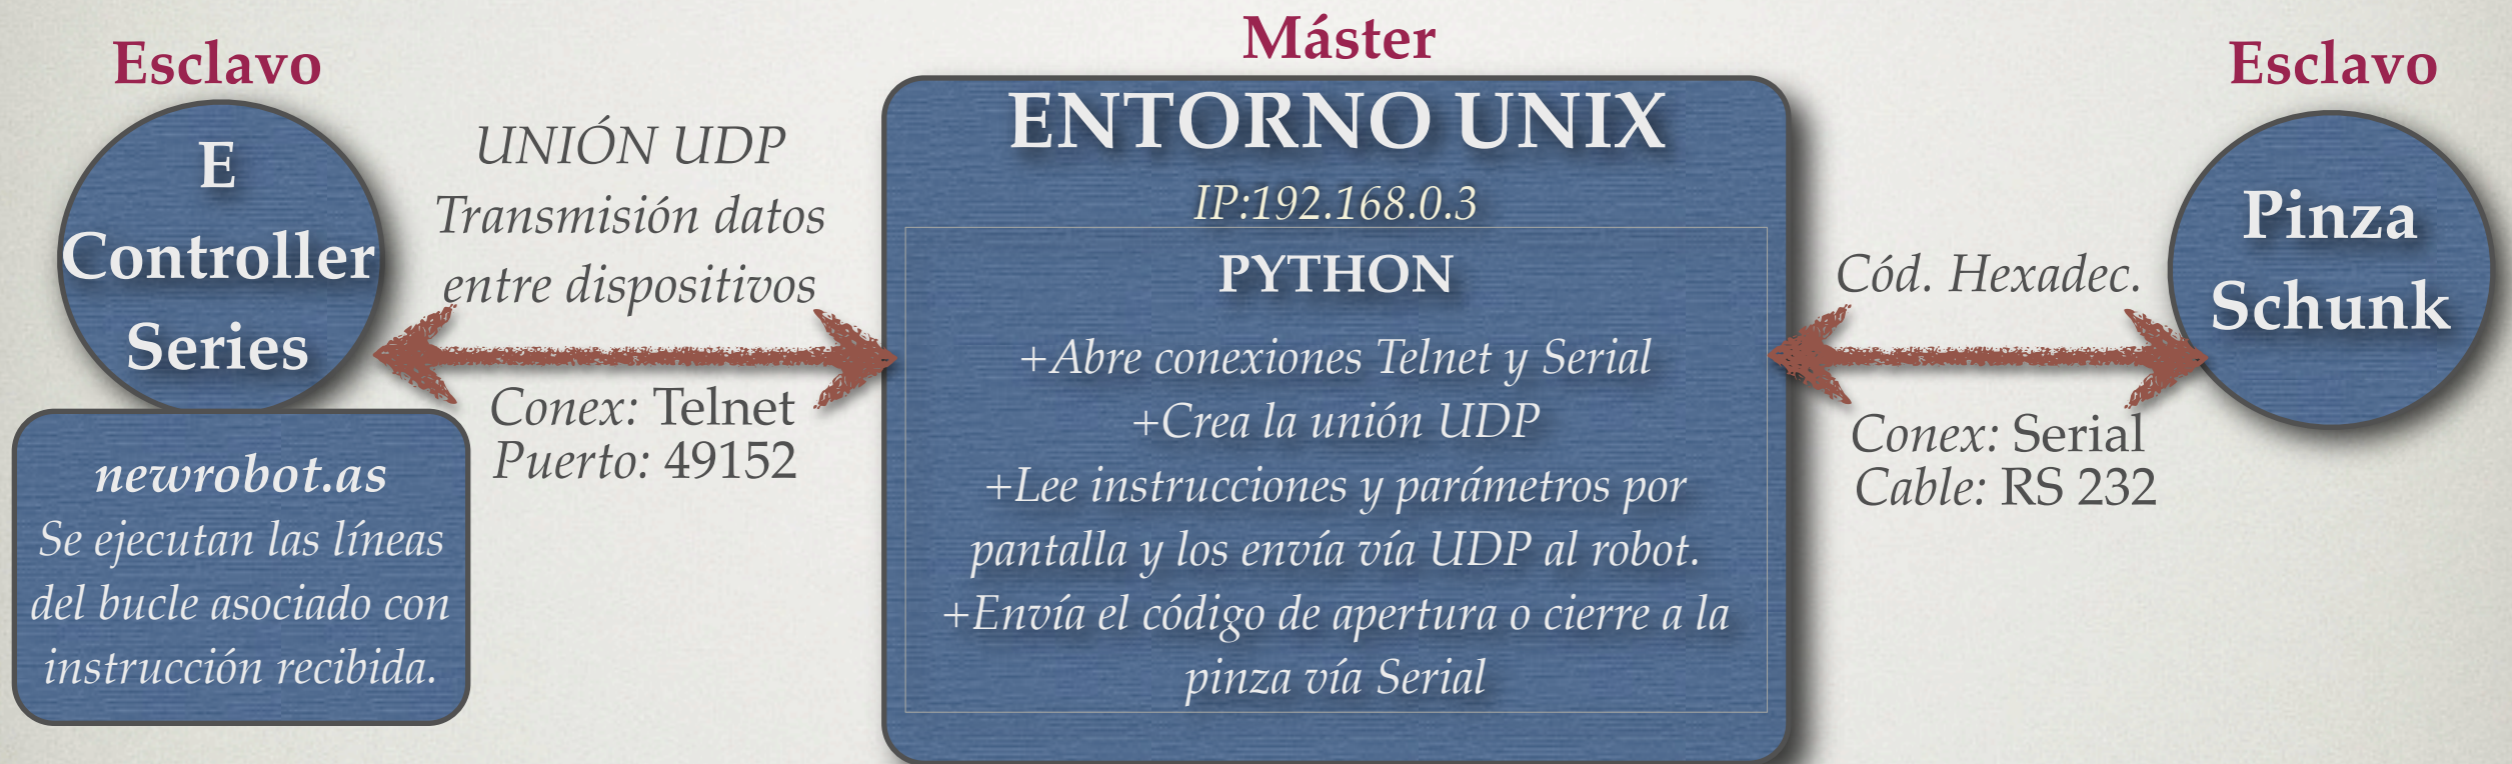 Esclavo
E
Controller
Series
newrobot.as
Se ejecutan las líneas
del bucle asociado con
instrucción recibida.
UNIÓN UDP
Transmisión datos
entre dispositivos
Conex: Telnet
Puerto: 49152
Máster
ENTORNO UNIX
IP:192.168.0.3
PYTHON
+Abre conexiones Telnet y Serial
+Crea la unión UDP
+Lee instrucciones y parámetros por
pantalla y los envía vía UDP al robot.
+Envía el código de apertura o cierre a la
pinza vía Serial
Cód. Hexadec.
Conex: Serial
Cable: RS 232
Esclavo
Pinza
Schunk